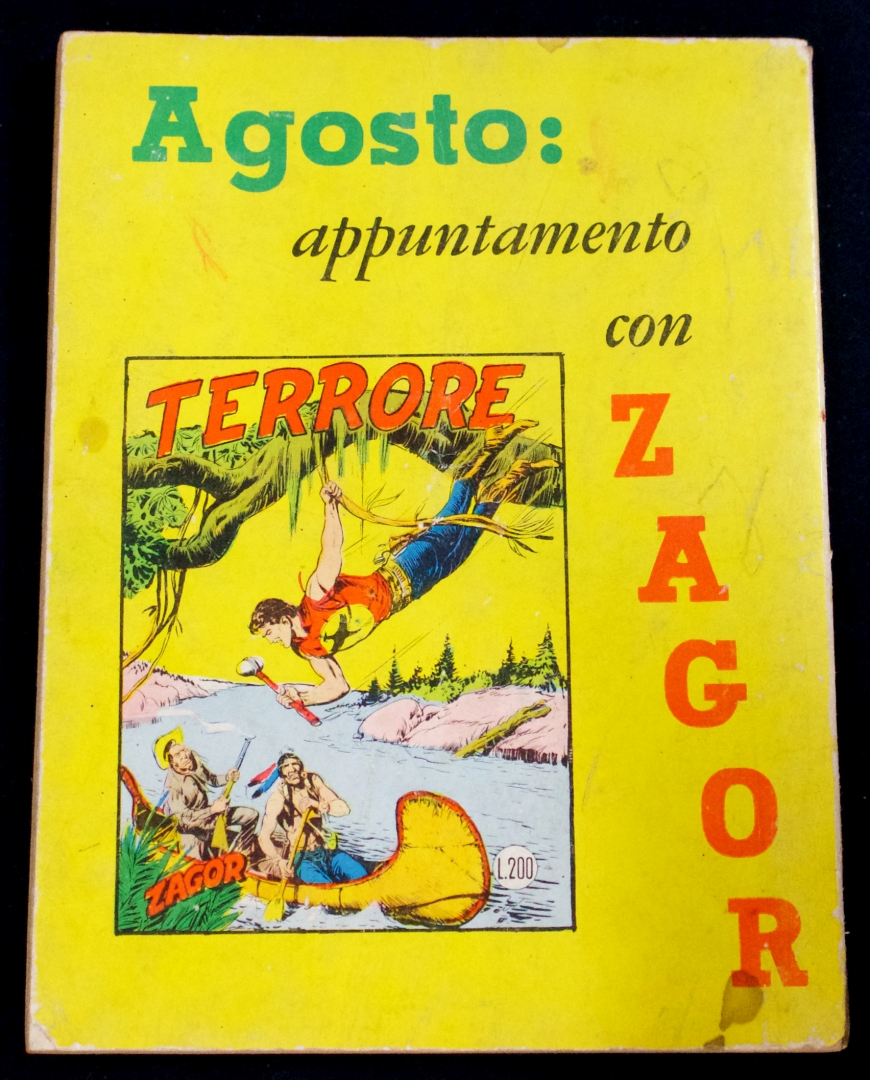 Agosto:
appuntamento
con
ZAGOR
TERRORE
ZAGOR
L.200